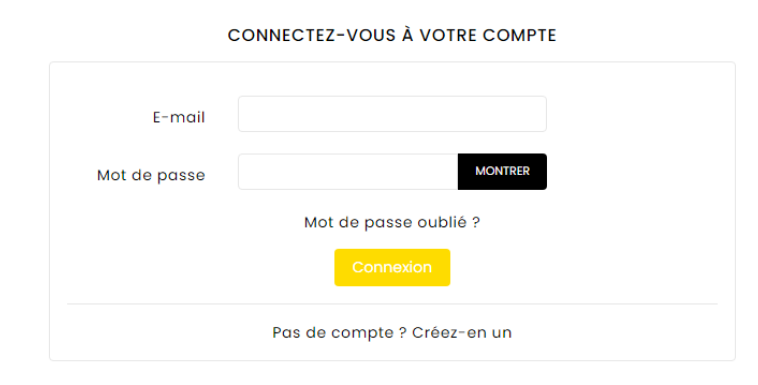 CONNECTEZ-VOUS À VOTRE COMPTE
E-mail
Mot de passe MONTRER
Mot de passe oublié ?
Connexion
Pas de compte ? Créez-en un